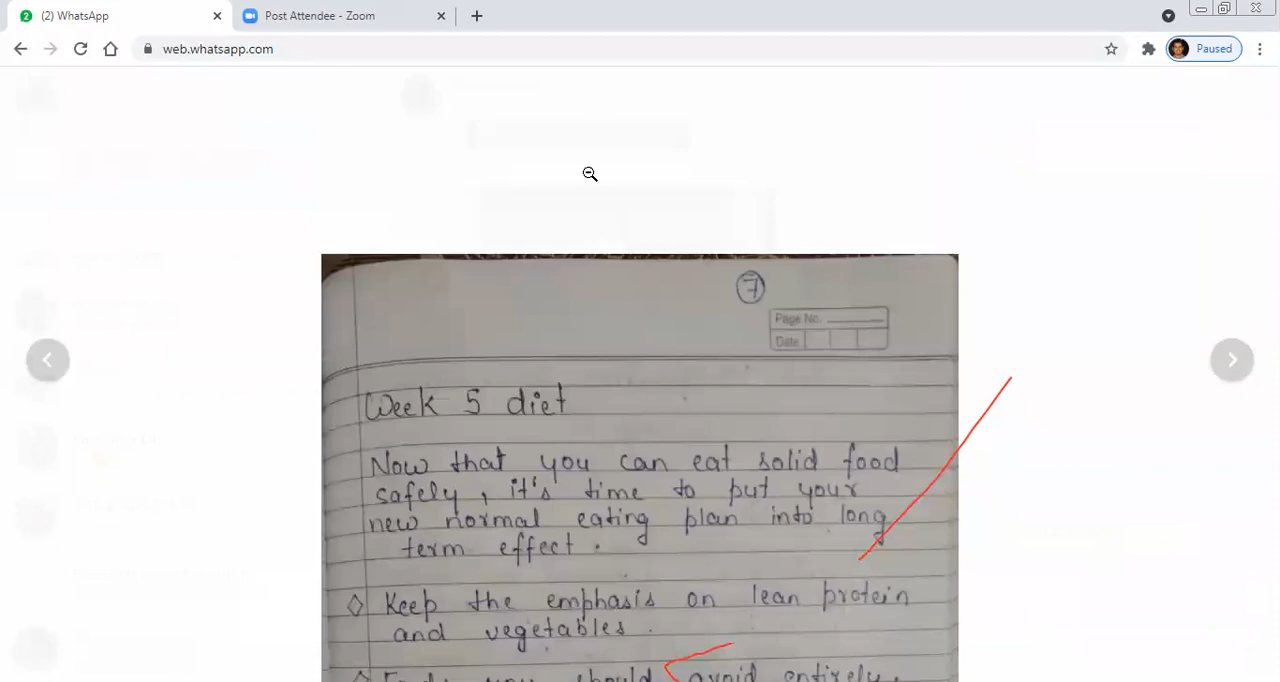 (2) WhatsApp
Post Attendee - Zoom
web.whatsapp.com
Paused
7
Page No.
Date
Week 5 diet
Now that you can eat solid food
safely, it's time to put your
new normal eating plan into long
term effect.
Keep the emphasis on lean protein
and vegetables.
you should avoid entirely.